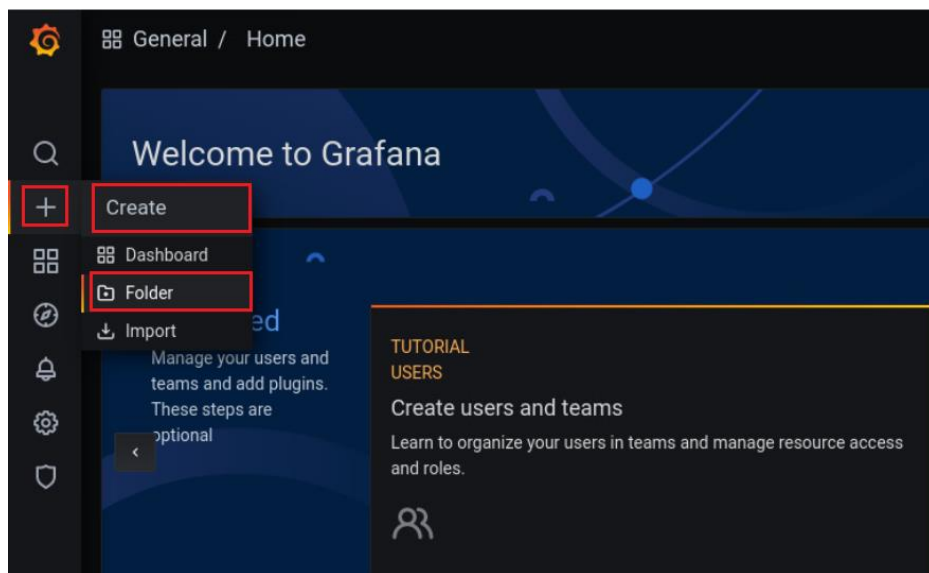 General / Home
Welcome to Grafana
Create
Dashboard
Folder
Import
ed
Manage your users and
teams and add plugins.
These steps are
optional
TUTORIAL
USERS
Create users and teams
Learn to organize your users in teams and manage resource access
and roles.